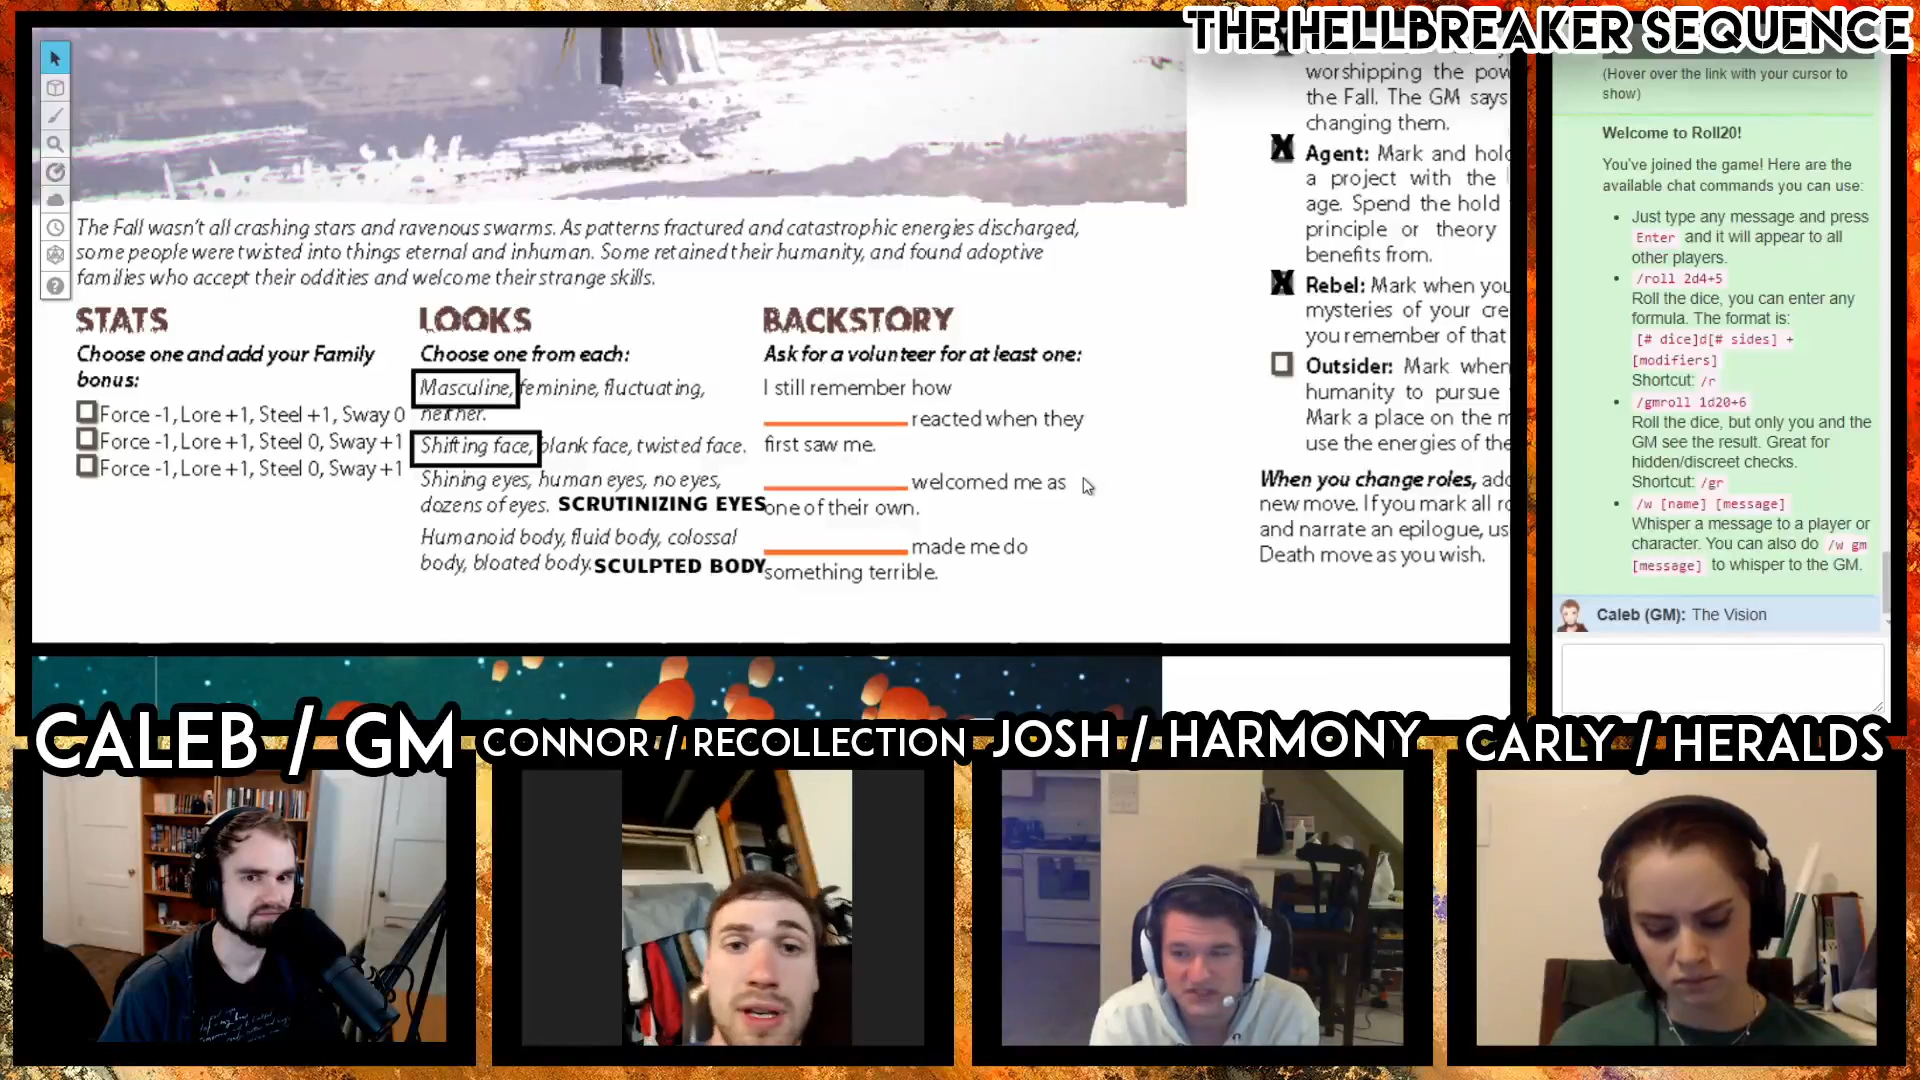 THE HELLBREAKER SEQUENCE
The Fall wasn't all crashing stars and ravenous swarms. As patterns fractured and catastrophic energies discharged,
some people were twisted into things eternal and inhuman. Some retained their humanity, and found adoptive
families who accept their oddities and welcome their strange skills.
STATS
Choose one and add your Family
bonus:
Force -1, Lore +1, Steel +1, Sway 0
Force -1, Lore +1, Steel 0, Sway +1
Force -1, Lore +1, Steel 0, Sway +1
LOOKS
Choose one from each:
Masculine, feminine, fluctuating,
neither.
Shifting face, blank face, twisted face.
Shining eyes, human eyes, no eyes,
dozens of eyes. SCRUTINIZING EYES
Humanoid body, fluid body, colossal
body, bloated body. SCULPTED BODY
BACKSTORY
Ask for a volunteer for at least one:
I still remember how
reacted when they
first saw me.
welcomed me as
one of their own.
made me do
something terrible.
worshipping the pow
the Fall. The GM says
changing them.
X Agent: Mark and hold
a project with the
age. Spend the hold
principle or theory
benefits from.
X Rebel: Mark when you
mysteries of your cre
you remember of that
Outsider: Mark when
humanity to pursue
Mark a place on the m
use the energies of the
When you change roles, add
new move. If you mark all ro
and narrate an epilogue, us
Death move as you wish.
(Hover over the link with your cursor to
show)
Welcome to Roll20!
You've joined the game! Here are the
available chat commands you can use:
• Just type any message and press
Enter and it will appear to all
other players.
• /roll 2d4+5
Roll the dice, you can enter any
formula. The format is:
[# dice]d[# sides] +
[modifiers]
Shortcut: /r
• /gmroll 1d20+6
Roll the dice, but only you and the
GM see the result. Great for
hidden/discreet checks.
Shortcut: /gr
• /w [name] [message]
Whisper a message to a player or
character. You can also do /w gm
[message] to whisper to the GM.
Caleb (GM): The Vision
CALEB / GM
CONNOR / RECOLLECTION
JOSH / HARMONY
CARLY / HERALDS